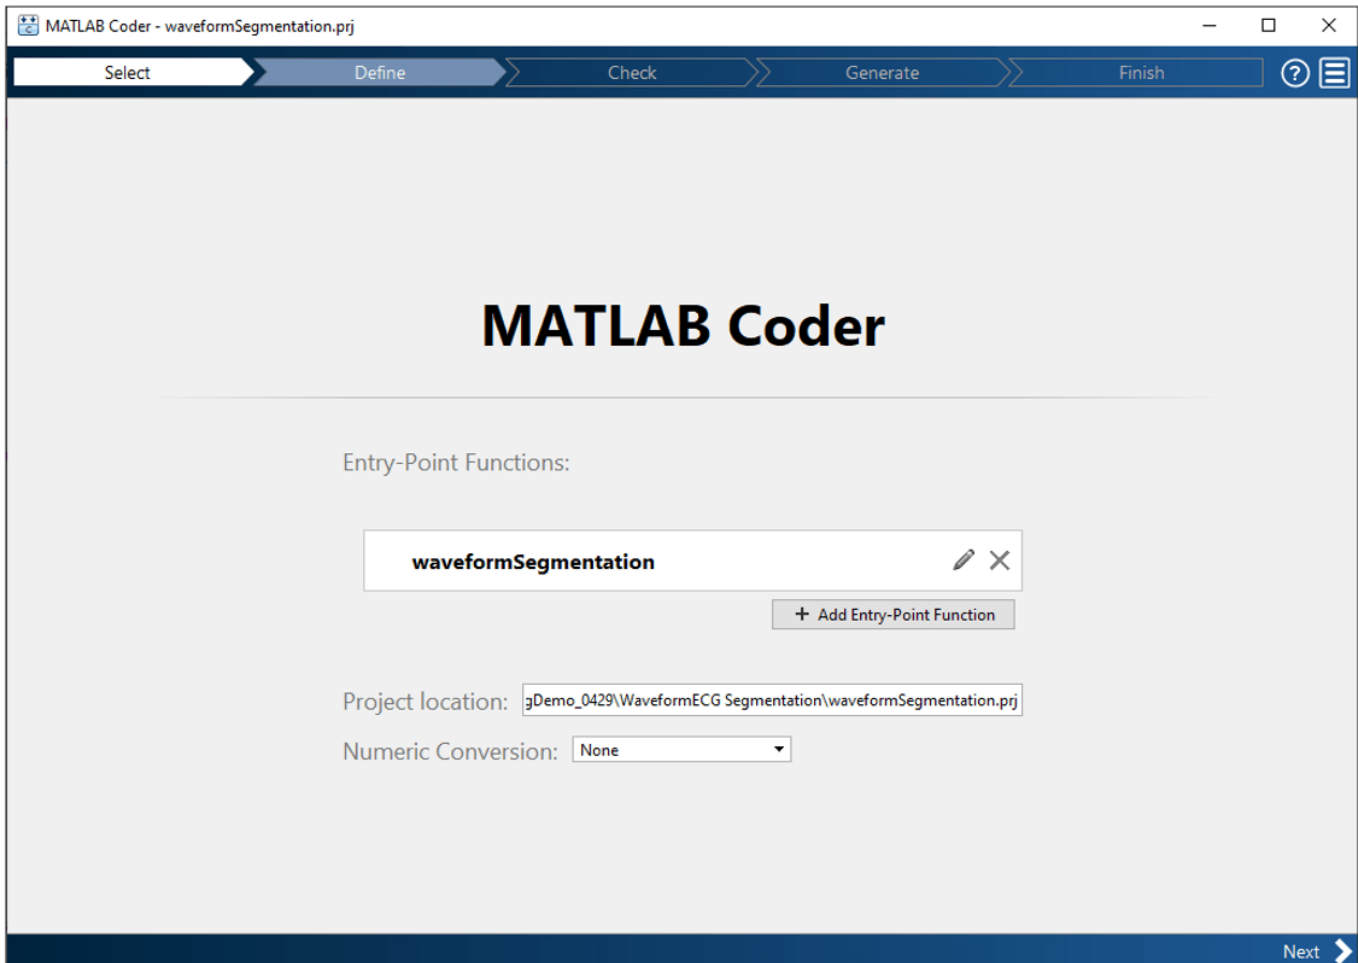 MATLAB Coder - waveformSegmentation.prj
Select Define Check Generate Finish ?
MATLAB Coder
Entry-Point Functions:
waveformSegmentation
+ Add Entry-Point Function
Project location: gDemo_0429\WaveformECG Segmentation\waveformSegmentation.prj
Numeric Conversion: None
Next